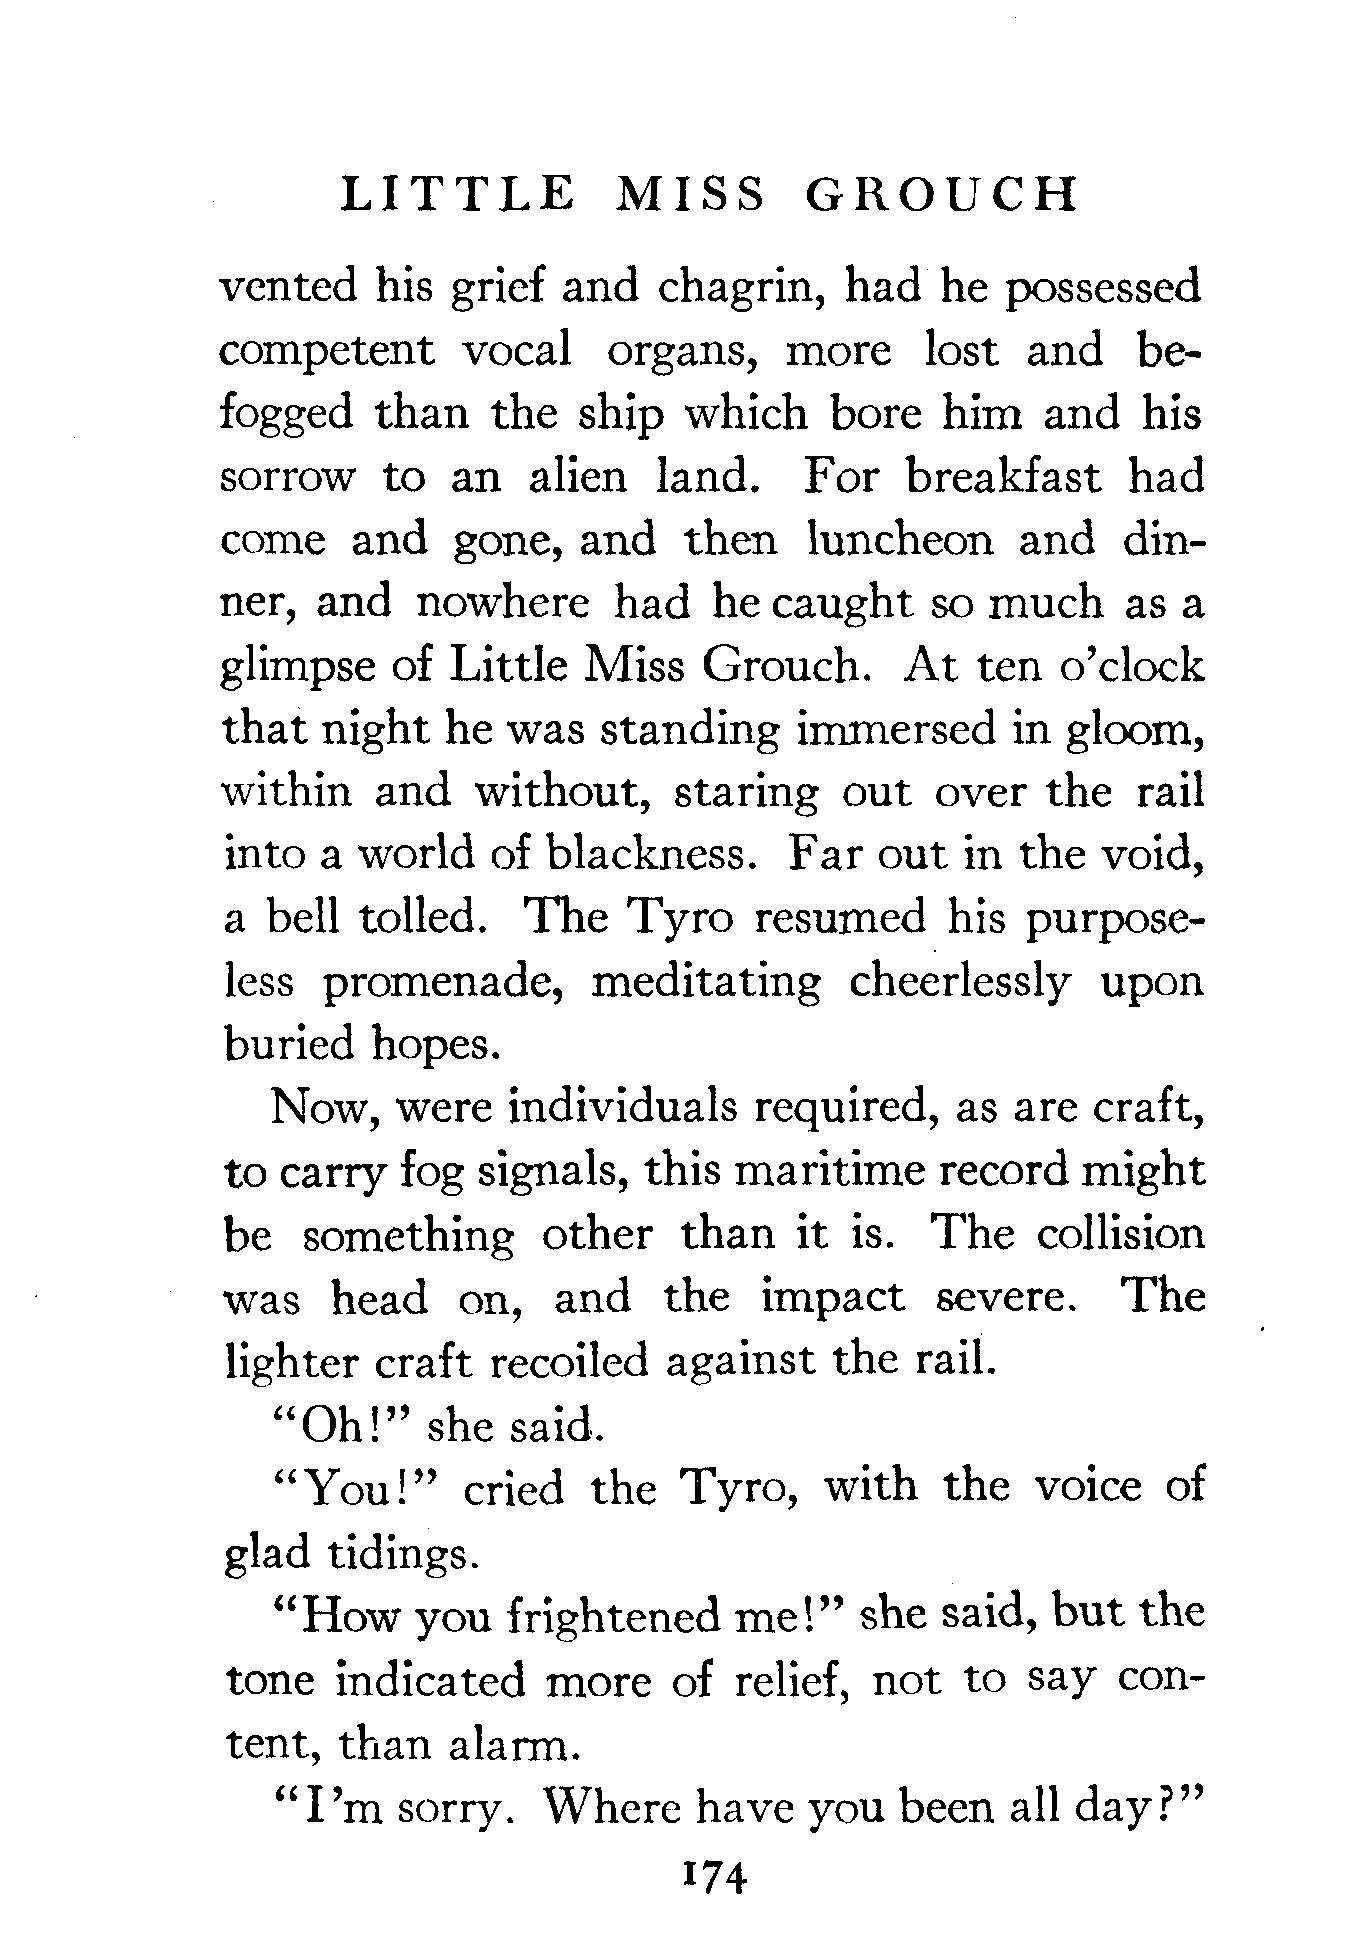 LITTLE MISS GROUCH
vented his grief and chagrin, had he possessed
competent vocal organs, more lost and be-
fogged than the ship which bore him and his
sorrow to an alien land. For breakfast had
come and gone, and then luncheon and din-
ner, and nowhere had he caught so much as a
glimpse of Little Miss Grouch. At ten o'clock
that night he was standing immersed in gloom,
within and without, staring out over the rail
into a world of blackness. Far out in the void,
a bell tolled. The Tyro resumed his purpose-
less promenade, meditating cheerlessly upon
buried hopes.
Now, were individuals required, as are craft,
to carry fog signals, this maritime record might
be something other than it is. The collision
was head on, and the impact severe. The
lighter craft recoiled against the rail.
"Oh!" she said.
"You!" cried the Tyro, with the voice of
glad tidings.
"How you frightened me!" she said, but the
tone indicated more of relief, not to say con-
tent, than alarm.
"I'm sorry. Where have you been all day?"
174